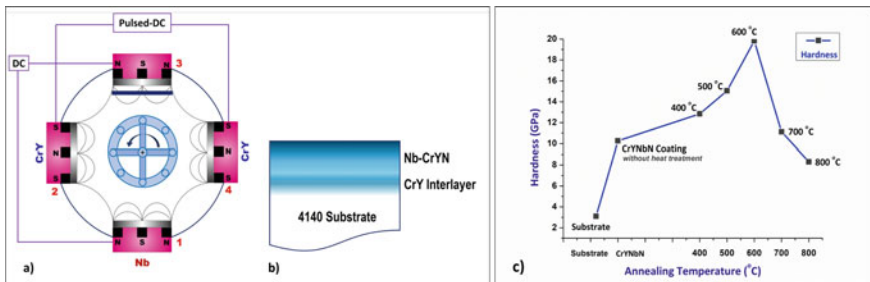 Pulsed-DC
DC
N S N
3
S
N
S
CrY
2
S
N
S
CrY
4
N S N
1
Nb
a)
Nb-CrYN
CrY Interlayer
4140 Substrate
b)
20
18
16
14
12
10
8
6
4
2
Hardness (GPa)
600 °C
500 °C
400 °C
700 °C
800 °C
CrYNbN Coating
without heat treatment
Substrate
Hardness
Substrate CrYNbN 400 500 600 700 800
Annealing Temperature (°C)
c)